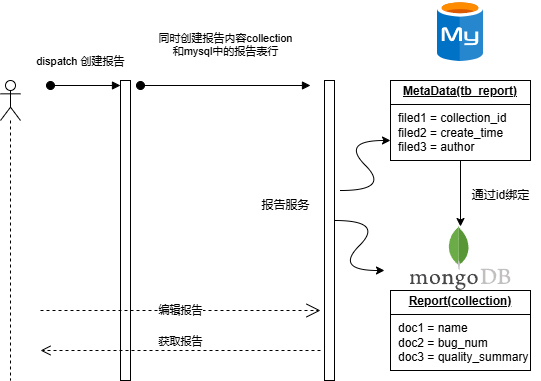 My
同时创建报告内容collection
和mysql中的报告表行
dispatch 创建报告
MetaData(tb_report)
filed1 = collection_id
filed2 = create_time
filed3 = author
报告服务
通过id绑定
mongoDB
Report(collection)
编辑报告
doc1 = name
doc2 = bug_num
doc3 = quality_summary
获取报告